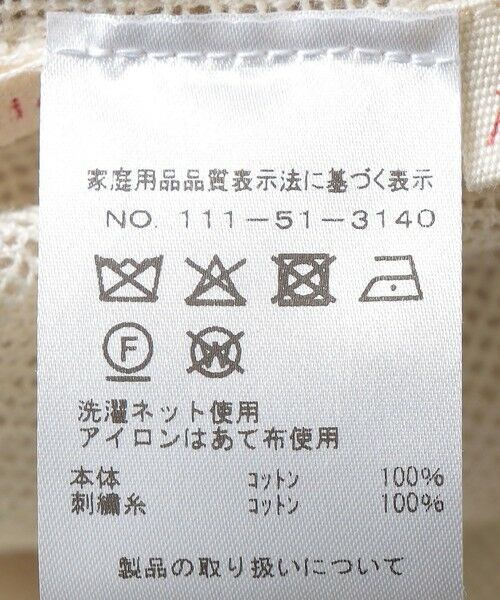 家庭用品品質表示法に基づく表示
NO. 111-51-3140
F W
洗濯ネット使用
アイロンはあて布使用
本体 コットン 100%
刺繍糸 コットン 100%
製品の取り扱いについて